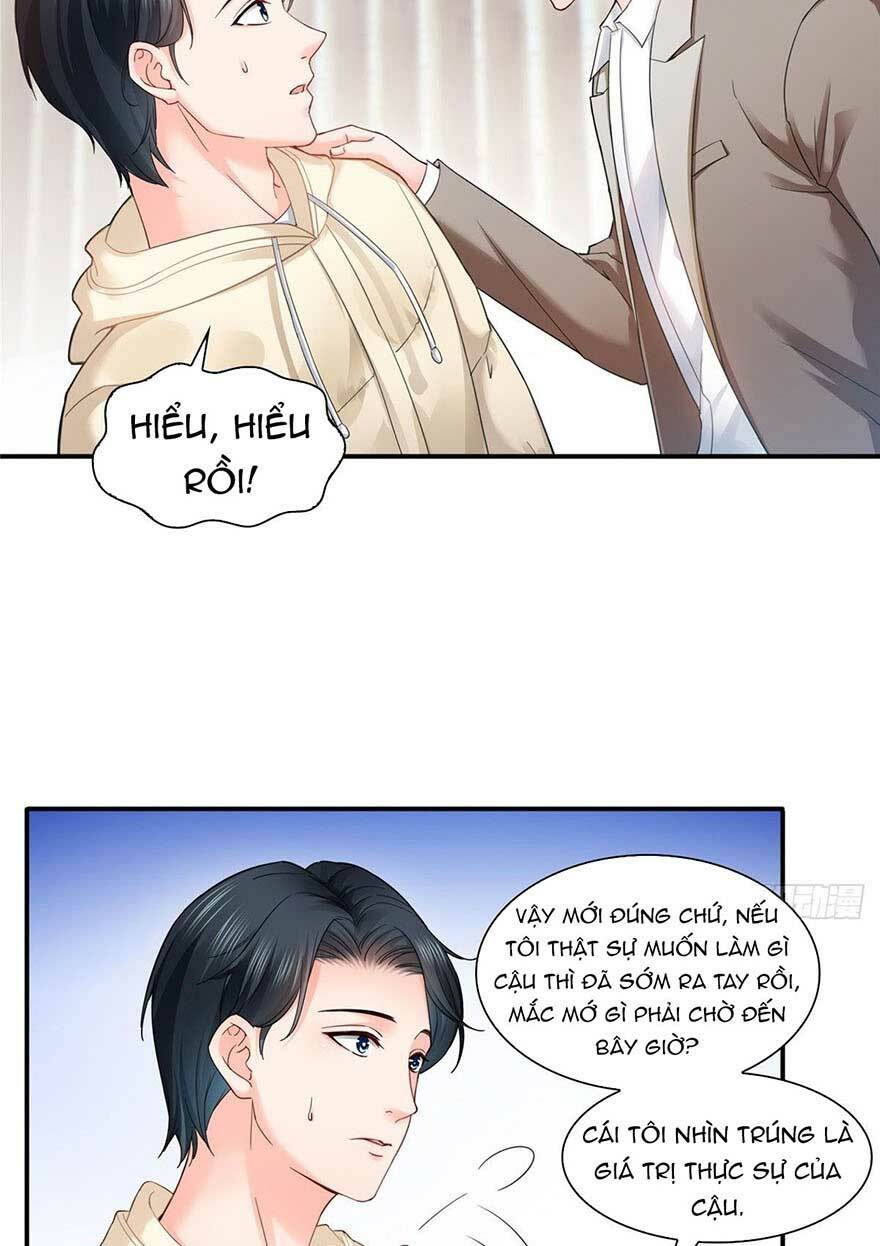 HIỂU, HIỂU
RỒI!
VẬY MỚI ĐÚNG CHỨ, NẾU
TÔI THẬT SỰ MUỐN LÀM GÌ
CẬU THÌ ĐÃ SỚM RA TAY RỒI,
MẮC MỚ GÌ PHẢI CHỜ ĐẾN
BÂY GIỜ?
CÁI TÔI NHÌN TRÚNG LÀ
GIÁ TRỊ THỰC SỰ CỦA
CẬU.
动漫